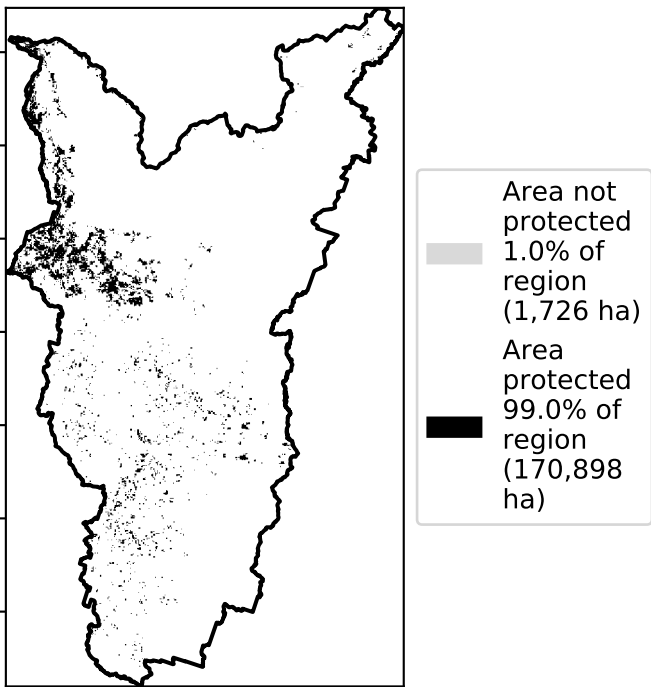 Area not
protected
1.0% of
region
(1,726 ha)
Area
protected
99.0% of
region
(170,898
ha)